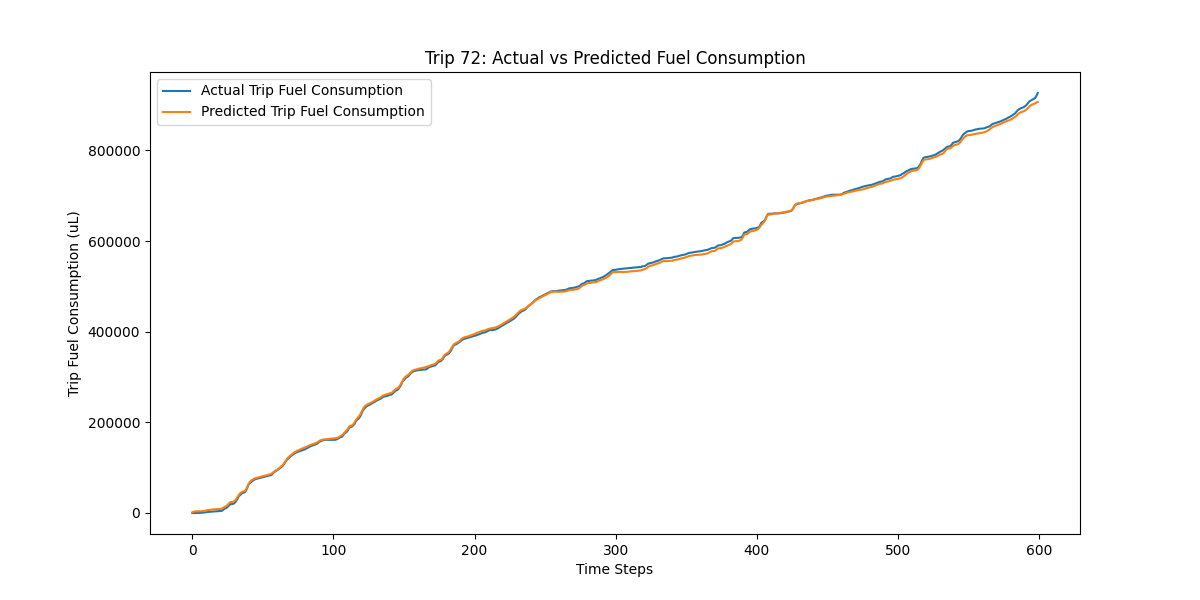 Trip 72: Actual vs Predicted Fuel Consumption
Actual Trip Fuel Consumption
Predicted Trip Fuel Consumption
Trip Fuel Consumption (uL)
800000
600000
400000
200000
0
0 100 200 300 400 500 600
Time Steps